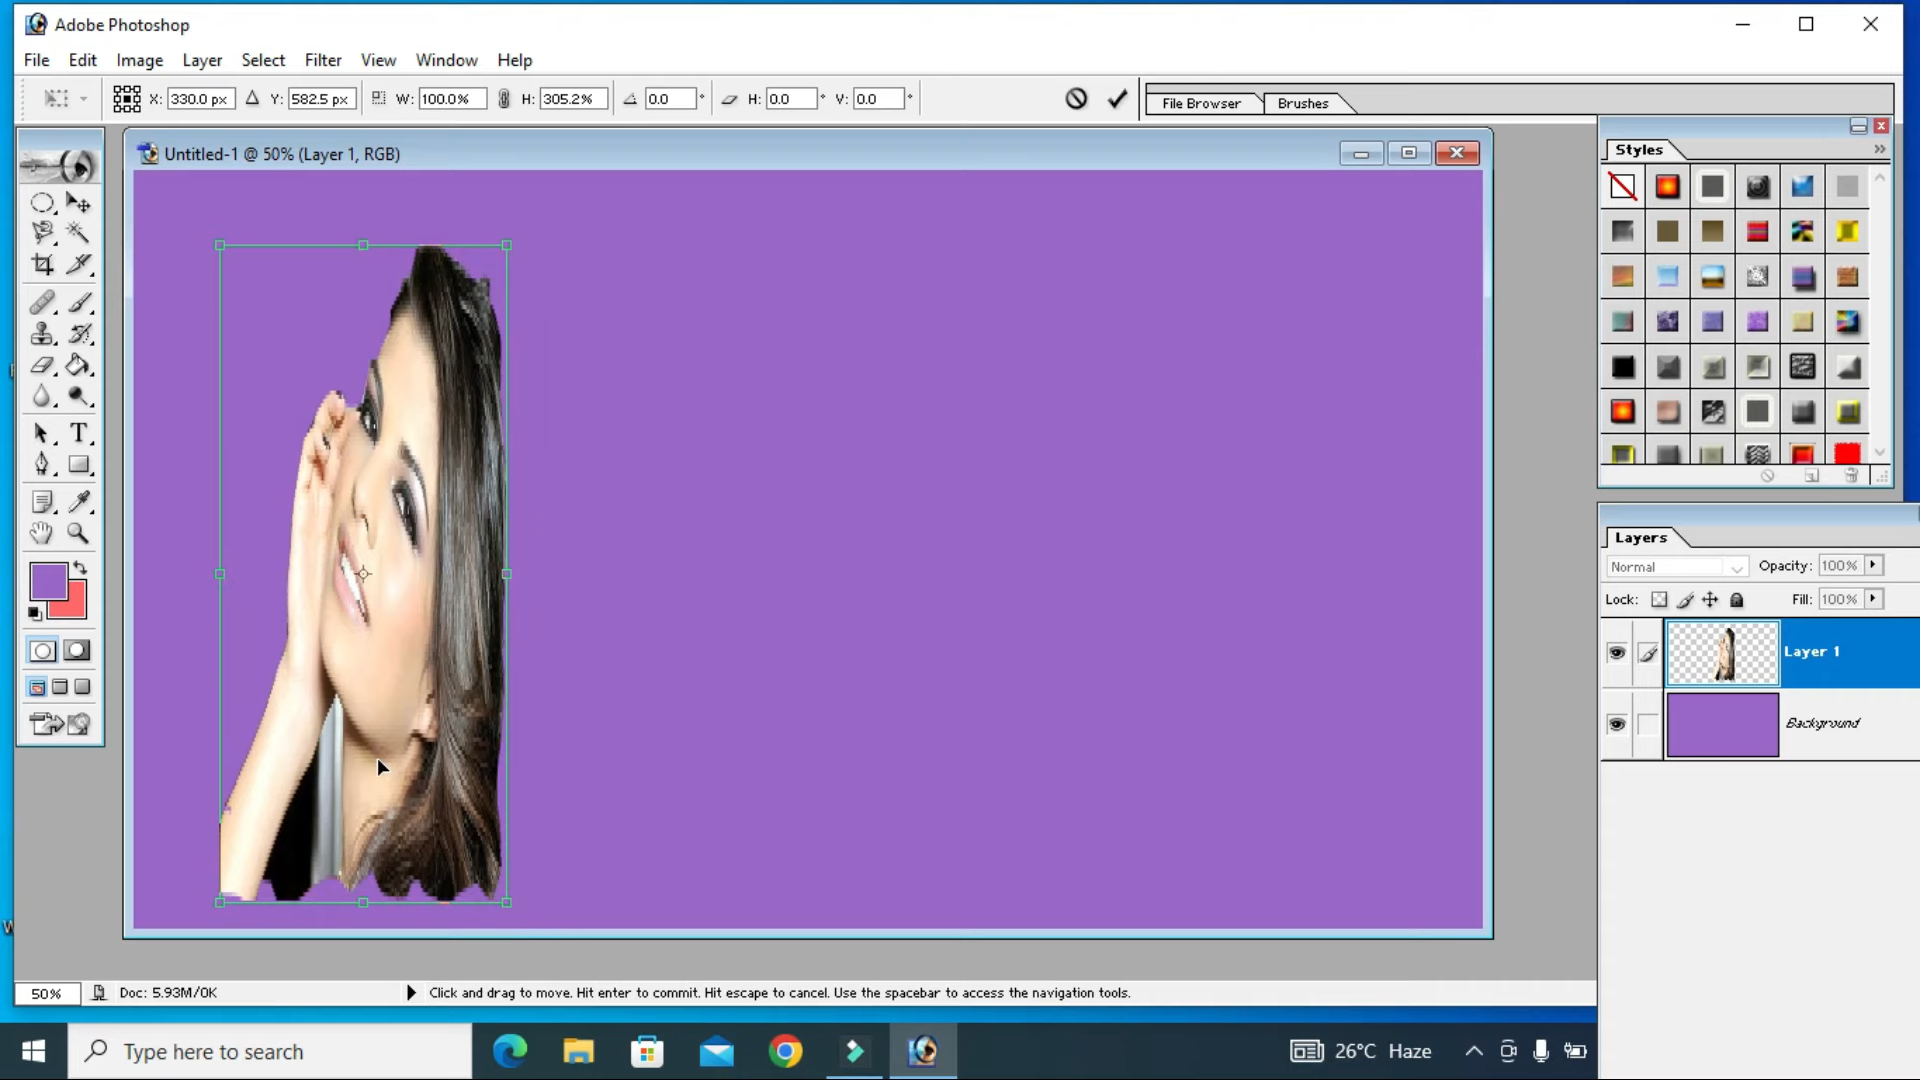 Adobe Photoshop
File Edit Image Layer Select Filter View Window Help
X: 330.0 px Y: 582.5 px W: 100.0% H: 305.2% 0.0 ° H: 0.0 ° V: 0.0 °
File Browser Brushes
Untitled-1 @ 50% (Layer 1, RGB)
Styles
Layers
Normal Opacity: 100%
Lock: Fill: 100%
Layer 1
Background
50% Doc: 5.93M/0K Click and drag to move. Hit enter to commit. Hit escape to cancel. Use the spacebar to access the navigation tools.
Type here to search
26°C Haze